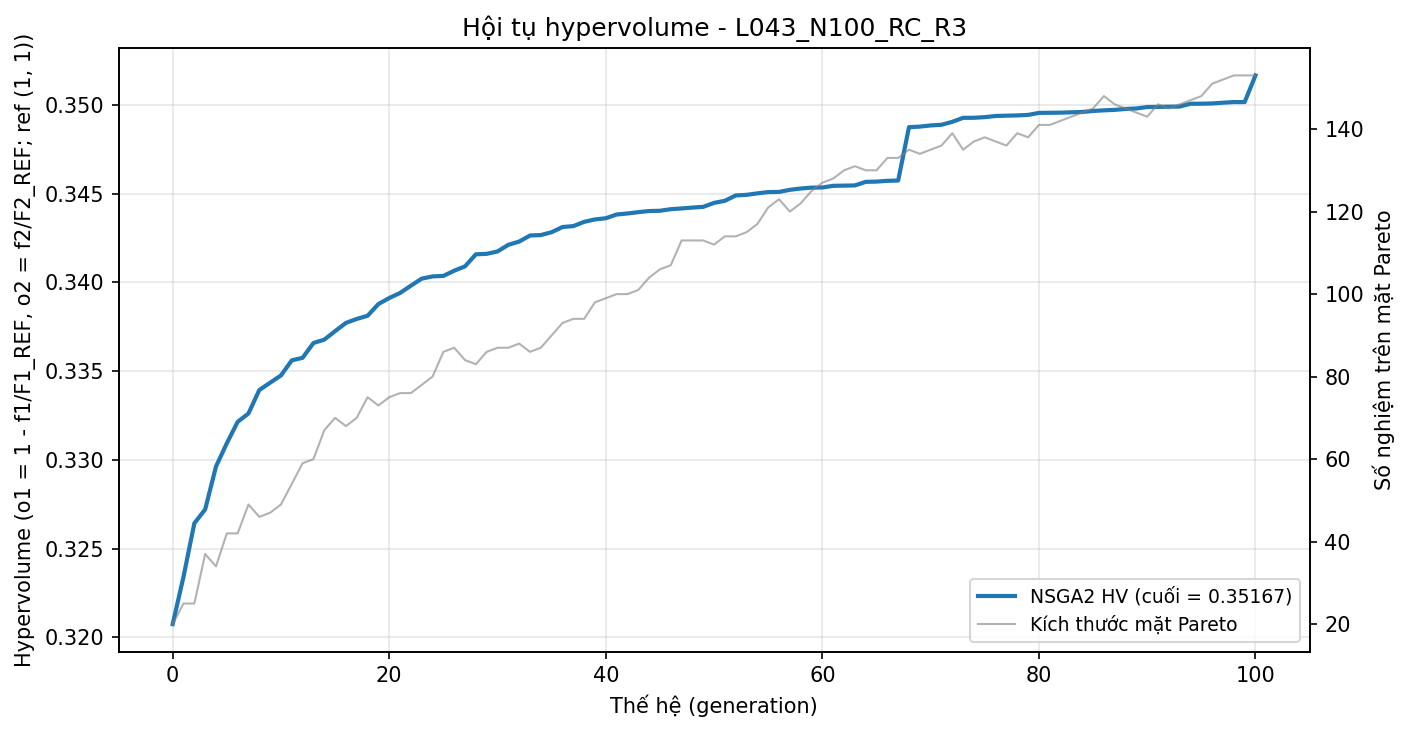 Hội tụ hypervolume - L043_N100_RC_R3
Hypervolume (o1 = 1 - f1/F1_REF, o2 = f2/F2_REF; ref (1, 1))
0.350
0.345
0.340
0.335
0.330
0.325
0.320
140
120
100
80
60
40
20
Số nghiệm trên mặt Pareto
NSGA2 HV (cuối = 0.35167)
Kích thước mặt Pareto
0 20 40 60 80 100
Thế hệ (generation)